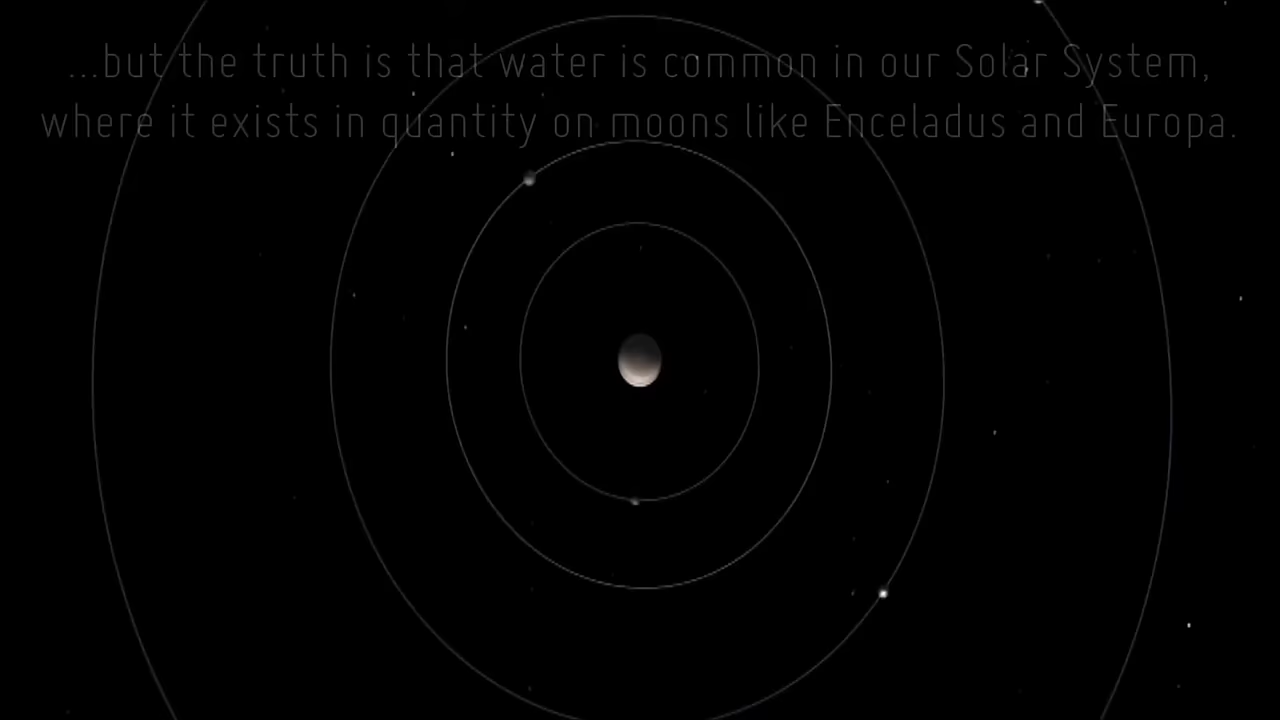 ...but the truth is that water is common in our Solar System,
where it exists in quantity on moons like Enceladus and Europa.